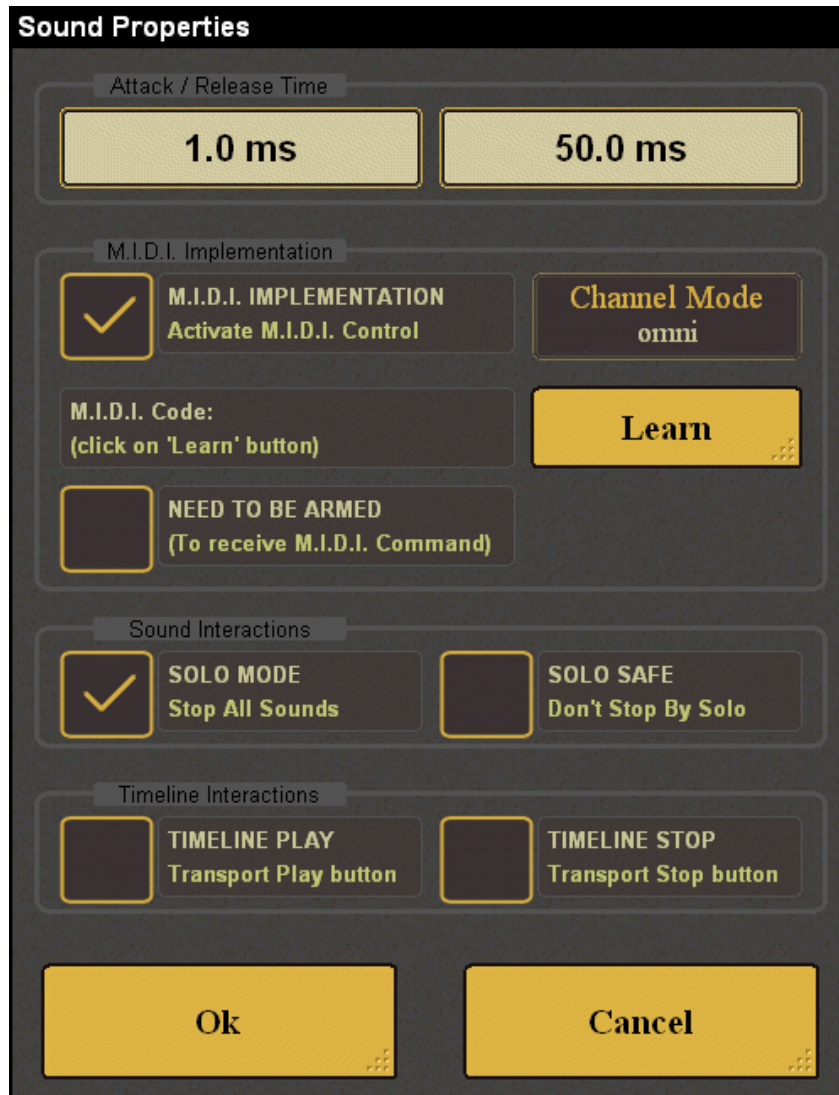 Sound Properties
Attack / Release Time
1.0 ms
50.0 ms
M.I.D.I. Implementation
M.I.D.I. IMPLEMENTATION
Activate M.I.D.I. Control
Channel Mode
omni
M.I.D.I. Code:
(click on 'Learn' button)
Learn
NEED TO BE ARMED
(To receive M.I.D.I. Command)
Sound Interactions
SOLO MODE
Stop All Sounds
SOLO SAFE
Don't Stop By Solo
Timeline Interactions
TIMELINE PLAY
Transport Play button
TIMELINE STOP
Transport Stop button
Ok
Cancel